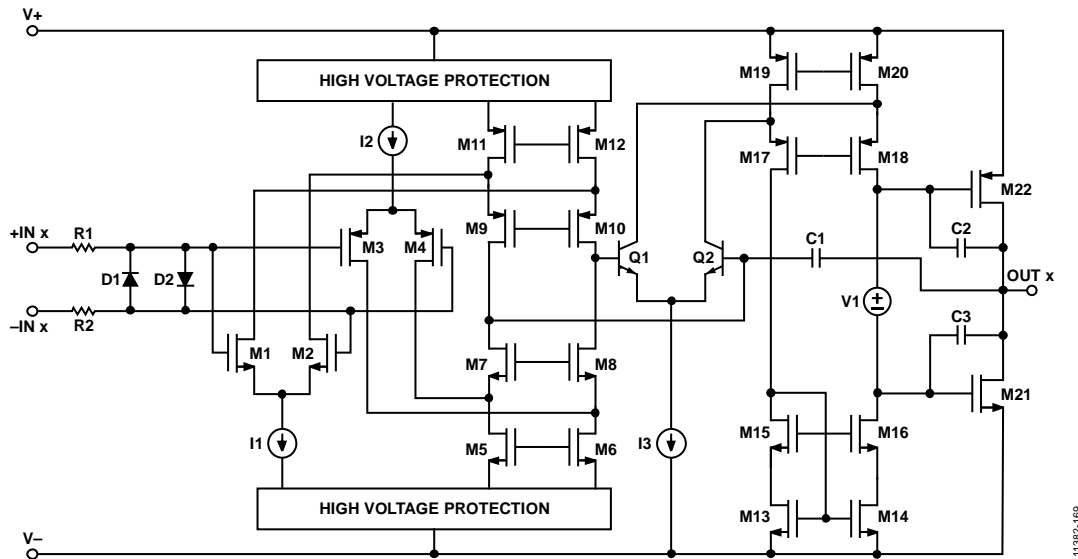 V+
HIGH VOLTAGE PROTECTION
M19
M20
I2
M11
M12
M17
M18
M22
+IN x
R1
M3
M4
M9
M10
C1
C2
D1
D2
Q1
Q2
OUT x
–IN x
R2
V1
C3
M1
M2
M7
M8
M21
I1
M5
M6
I3
M15
M16
HIGH VOLTAGE PROTECTION
M13
M14
V–
11382-169